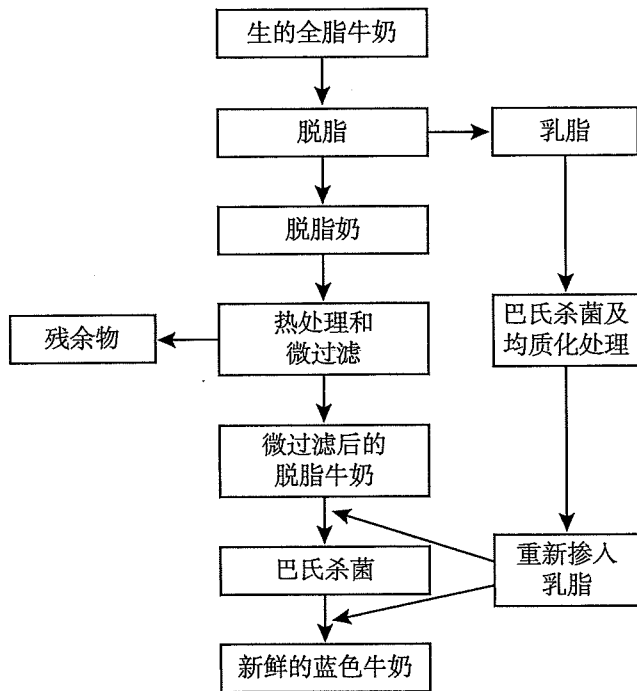 生的全脂牛奶
脱脂
乳脂
脱脂奶
残余物
热处理和
微过滤
巴氏杀菌及
均质化处理
微过滤后的
脱脂牛奶
巴氏杀菌
重新掺入
乳脂
新鲜的蓝色牛奶